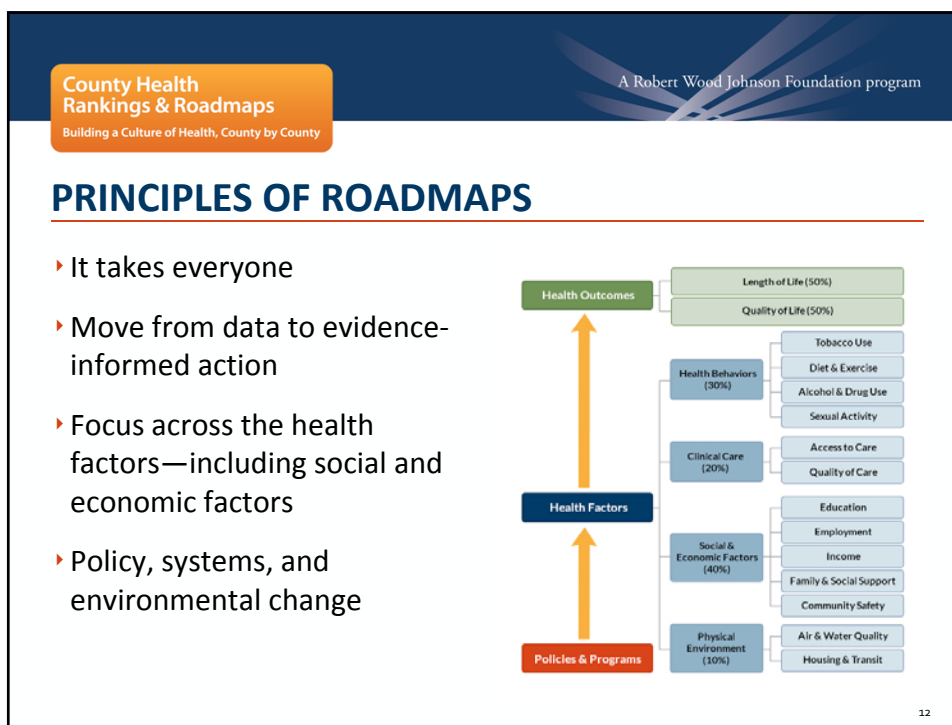 County Health
Rankings & Roadmaps
Building a Culture of Health, County by County
A Robert Wood Johnson Foundation program
PRINCIPLES OF ROADMAPS
It takes everyone
Move from data to evidence-
informed action
Focus across the health
factors—including social and
economic factors
Policy, systems, and
environmental change
Health Outcomes
Length of Life (50%)
Quality of Life (50%)
Health Factors
Health Behaviors
(30%)
Tobacco Use
Diet & Exercise
Alcohol & Drug Use
Sexual Activity
Clinical Care
(20%)
Access to Care
Quality of Care
Social &
Economic Factors
(40%)
Education
Employment
Income
Family & Social Support
Community Safety
Physical
Environment
(10%)
Air & Water Quality
Housing & Transit
Policies & Programs
12